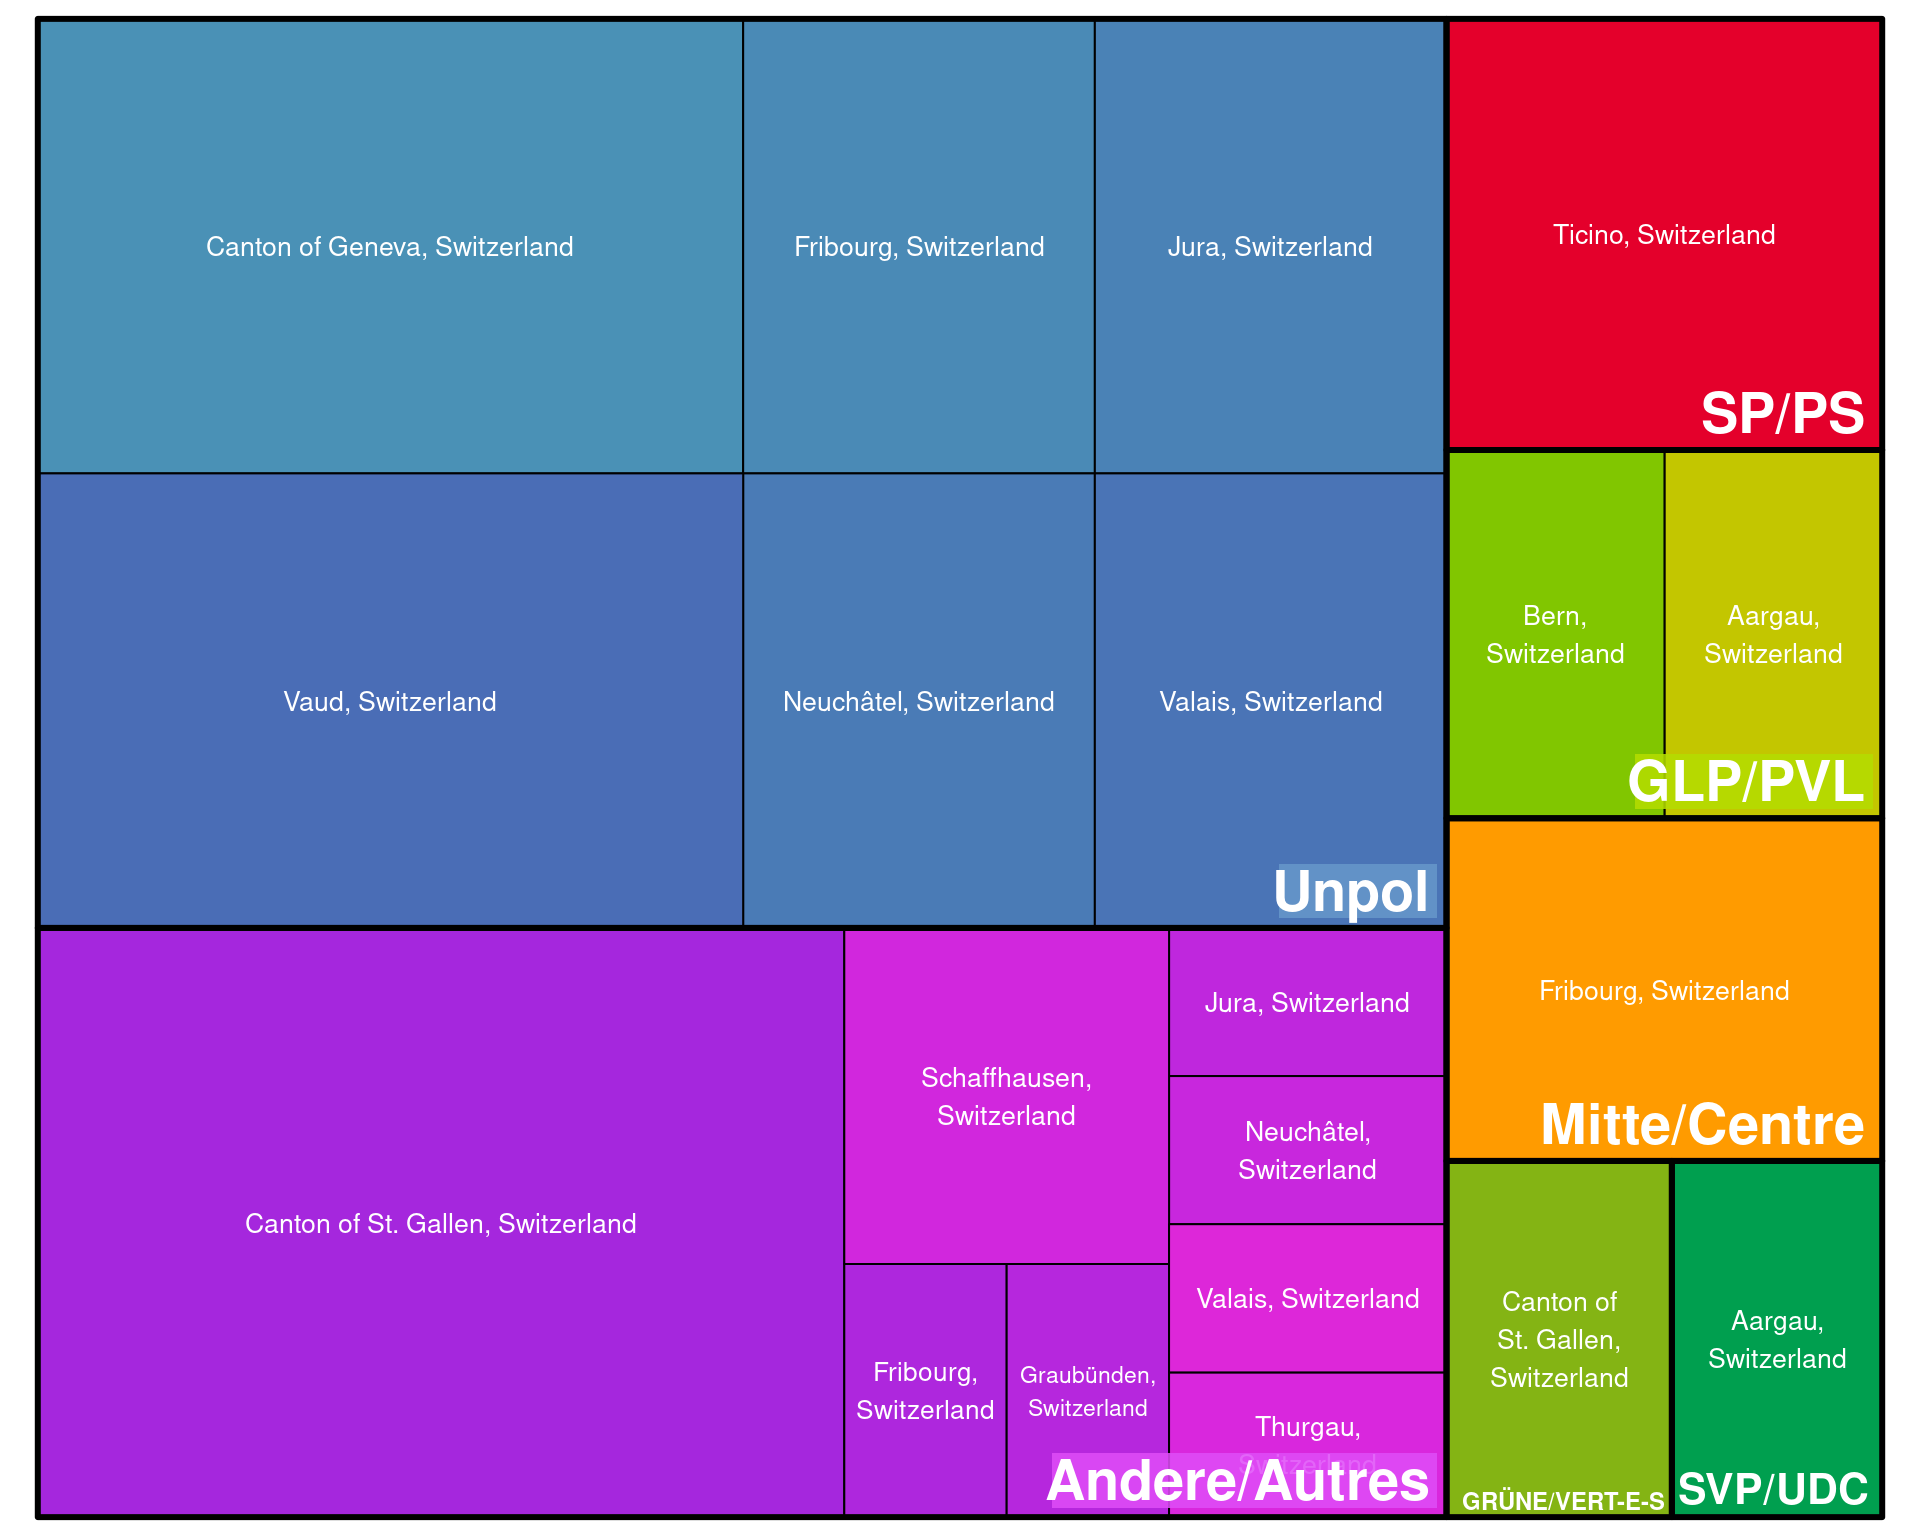 Canton of Geneva, Switzerland
Fribourg, Switzerland
Jura, Switzerland
Vaud, Switzerland
Neuchâtel, Switzerland
Valais, Switzerland
Unpol
Canton of St. Gallen, Switzerland
Schaffhausen,
Switzerland
Fribourg,
Switzerland
Graubünden,
Switzerland
Jura, Switzerland
Neuchâtel,
Switzerland
Valais, Switzerland
Thurgau,
Switzerland
Andere/Autres
Ticino, Switzerland
SP/PS
Bern,
Switzerland
Aargau,
Switzerland
GLP/PVL
Fribourg, Switzerland
Mitte/Centre
Canton of
St. Gallen,
Switzerland
GRÜNE/VERT-E-S
Aargau,
Switzerland
SVP/UDC